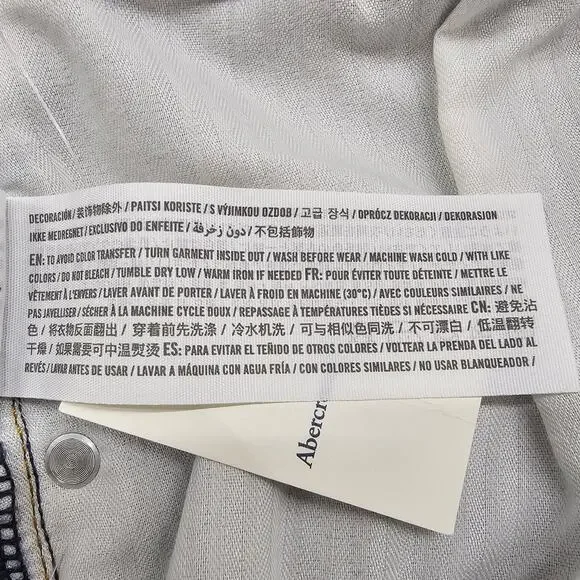 DECORACIÓN / 装饰物除外 / PAITSI KORISTE / S VÝJIMKOU OZDOB / 고급 장식 / OPRÓCZ DEKORACJI / DEKORASJON
IKKE MEDREGNET / EXCLUSIVO DO ENFEITE / دون زخرفة / 不包括飾物
EN: TO AVOID COLOR TRANSFER / TURN GARMENT INSIDE OUT / WASH BEFORE WEAR / MACHINE WASH COLD / WITH LIKE
COLORS / DO NOT BLEACH / TUMBLE DRY LOW / WARM IRON IF NEEDED FR: POUR ÉVITER TOUTE DÉTEINTE / METTRE LE
VÊTEMENT À L'ENVERS / LAVER AVANT DE PORTER / LAVER À FROID EN MACHINE (30°C) / AVEC COULEURS SIMILAIRES / NE
PAS JAVELLISER / SÉCHER À LA MACHINE CYCLE DOUX / REPASSAGE À TEMPÉRATURES TIÈDES SI NÉCESSAIRE CN: 避免沾
色 / 将衣物反面翻出 / 穿着前先洗涤 / 冷水机洗 / 可与相似色同洗 / 不可漂白 / 低温翻转
干燥 / 如果需要可中温熨烫 ES: PARA EVITAR EL TEÑIDO DE OTROS COLORES / VOLTEAR LA PRENDA DEL LADO AL
REVÉS / LAVAR ANTES DE USAR / LAVAR A MÁQUINA CON AGUA FRÍA / CON COLORES SIMILARES / NO USAR BLANQUEADOR /